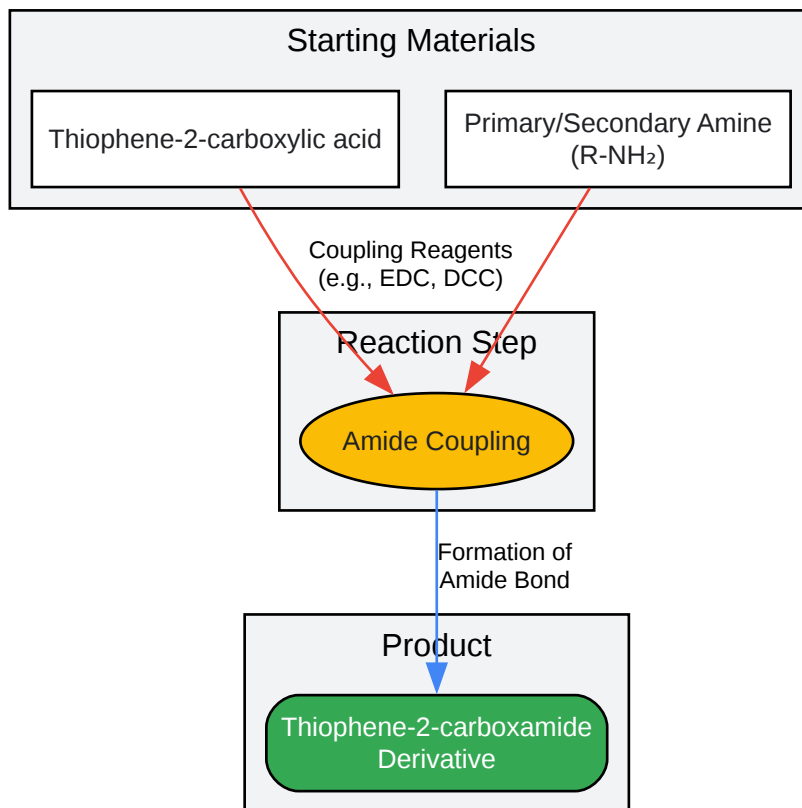 Starting Materials
Thiophene-2-carboxylic acid
Primary/Secondary Amine
(R-NH₂)
Coupling Reagents
(e.g., EDC, DCC)
Reaction Step
Amide Coupling
Formation of
Amide Bond
Product
Thiophene-2-carboxamide
Derivative